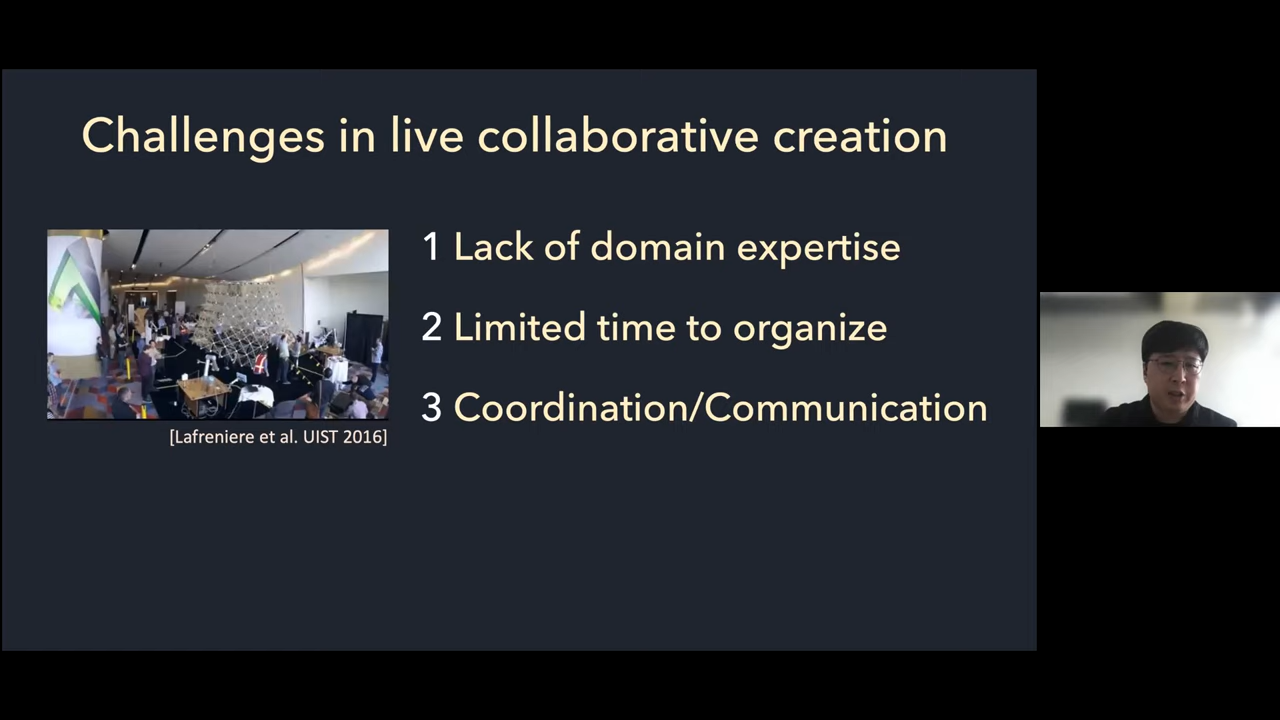 Challenges in live collaborative creation
1 Lack of domain expertise
2 Limited time to organize
3 Coordination/Communication
[Lafreniere et al. UIST 2016]